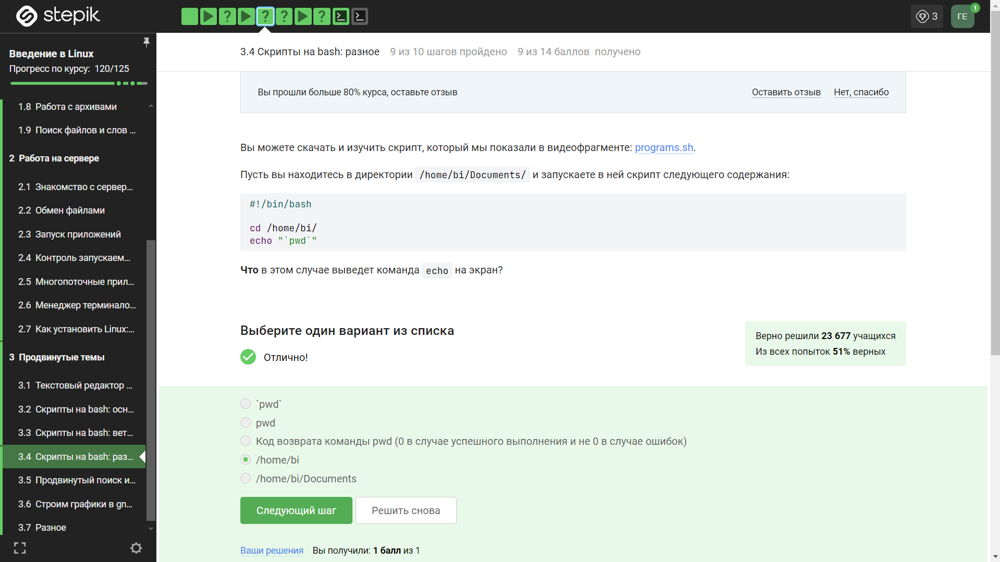 stepik
3
ГЕ
1
Введение в Linux
Прогресс по курсу: 120/125
1.8 Работа с архивами
1.9 Поиск файлов и слов ...
2 Работа на сервере
2.1 Знакомство с сервер...
2.2 Обмен файлами
2.3 Запуск приложений
2.4 Контроль запускаем...
2.5 Многопоточные прил...
2.6 Менеджер терминало...
2.7 Как установить Linux:...
3 Продвинутые темы
3.1 Текстовый редактор ...
3.2 Скрипты на bash: осн...
3.3 Скрипты на bash: вет...
3.4 Скрипты на bash: раз...
3.5 Продвинутый поиск и...
3.6 Строим графики в gn...
3.7 Разное
3.4 Скрипты на bash: разное 9 из 10 шагов пройдено 9 из 14 баллов получено
Вы прошли больше 80% курса, оставьте отзыв Оставить отзыв Нет, спасибо
Вы можете скачать и изучить скрипт, который мы показали в видеофрагменте: programs.sh.
Пусть вы находитесь в директории /home/bi/Documents/ и запускаете в ней скрипт следующего содержания:
#!/bin/bash
cd /home/bi/
echo "`pwd`"
Что в этом случае выведет команда echo на экран?
Выберите один вариант из списка
Отлично!
Верно решили 23 677 учащихся
Из всех попыток 51% верных
`pwd`
pwd
Код возврата команды pwd (0 в случае успешного выполнения и не 0 в случае ошибок)
/home/bi
/home/bi/Documents
Следующий шаг Решить снова
Ваши решения Вы получили: 1 балл из 1